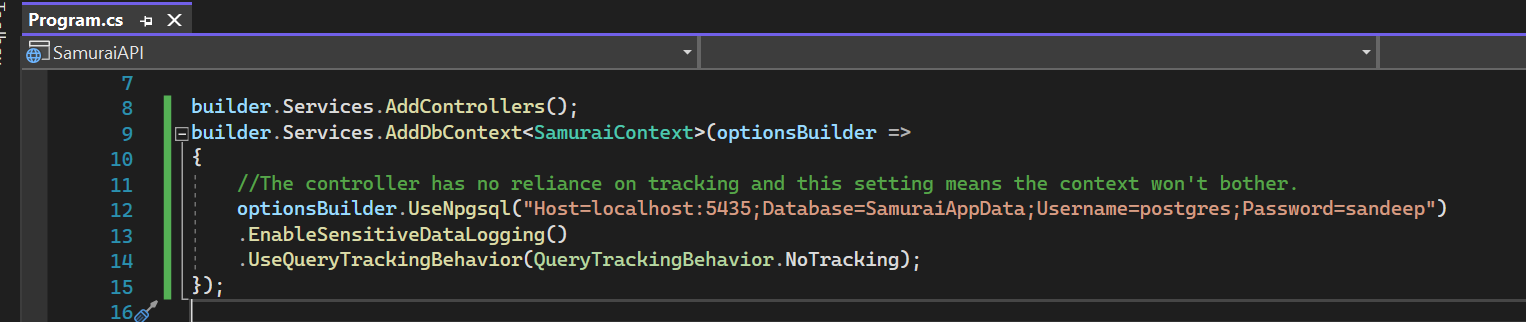 Program.cs
SamuraiAPI
7
8 builder.Services.AddControllers();
9 builder.Services.AddDbContext<SamuraiContext>(optionsBuilder =>
10 {
11 //The controller has no reliance on tracking and this setting means the context won't bother.
12 optionsBuilder.UseNpgsql("Host=localhost:5435;Database=SamuraiAppData;Username=postgres;Password=sandeep")
13 .EnableSensitiveDataLogging()
14 .UseQueryTrackingBehavior(QueryTrackingBehavior.NoTracking);
15 });
16